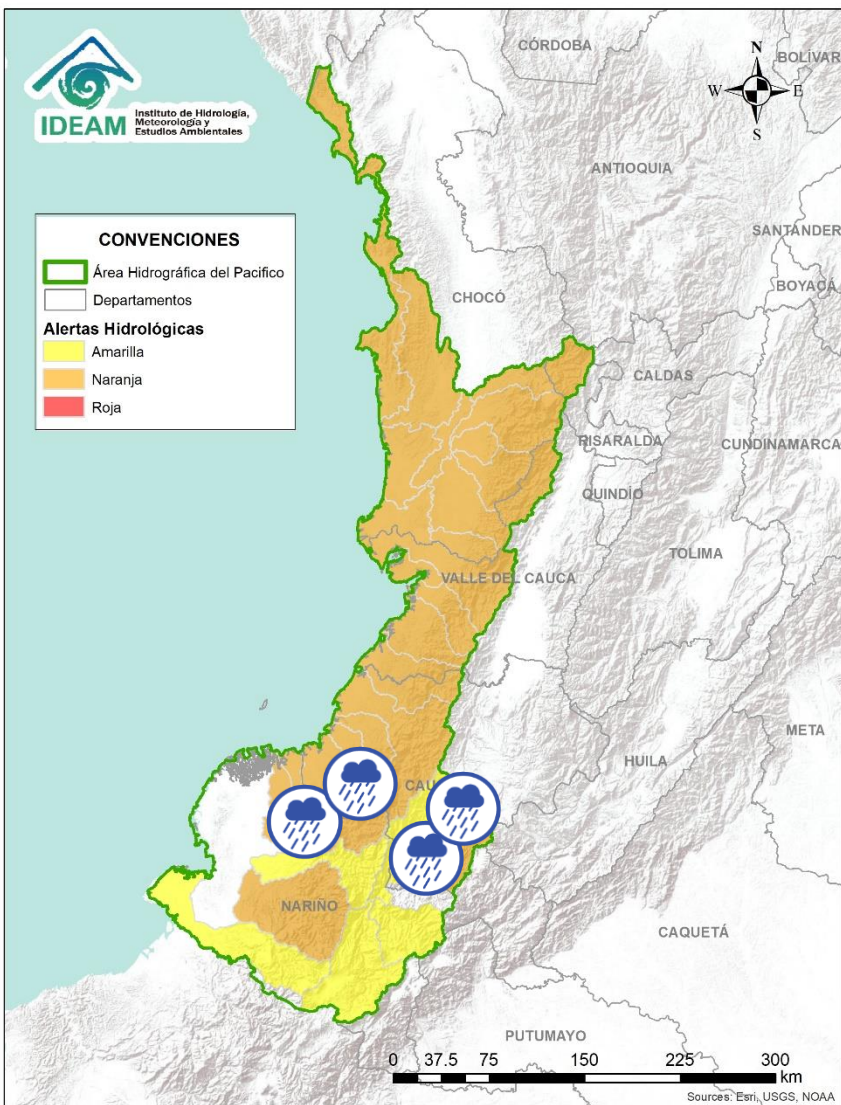 IDEAM
Instituto de Hidrología,
Meteorología y
Estudios Ambientales
CÓRDOBA
BOLÍVAR
N
W
E
S
ANTIOQUIA
SANTANDER
BOYACÁ
CONVENCIONES
Área Hidrográfica del Pacifico
Departamentos
Alertas Hidrológicas
Amarilla
Naranja
Roja
CHOCÓ
CALDAS
RISARALDA
CUNDINAMARCA
QUINDÍO
TOLIMA
VALLE DEL CAUCA
META
HUILA
NARIÑO
CAQUETÁ
PUTUMAYO
0 37.5 75 150 225 300
km
Sources: Esri, USGS, NOAA